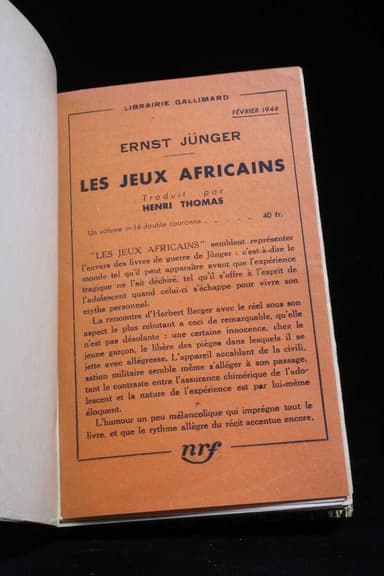 LIBRAIRIE GALLIMARD
FÉVRIER 1944
ERNST JÜNGER
LES JEUX AFRICAINS
Traduit par
HENRI THOMAS
Un volume in-16 double couronne . . . . 40 fr.
"LES JEUX AFRICAINS" semblent représenter
l'envers des livres de guerre de Jünger : c'est-à-dire le
monde tel qu'il peut apparaître avant que l'expérience
tragique ne l'ait déchiré, tel qu'il s'offre à l'esprit de
l'adolescent quand celui-ci s'échappe pour vivre son
mythe personnel.
La rencontre d'Herbert Berger avec le réel sous son
aspect le plus rebutant a ceci de remarquable, qu'elle
n'est pas désolante : une certaine innocence, chez le
jeune garçon, le libère des pièges dans lesquels il se
jette avec allégresse. L'appareil accablant de la civili-
sation militaire semble même s'alléger à son passage,
tant le contraste entre l'assurance chimérique de l'ado-
lescent et la nature de l'expérience est par lui-même
éloquent.
L'humour un peu mélancolique qui imprègne tout le
livre, et que le rythme allègre du récit accentue encore,
nrf